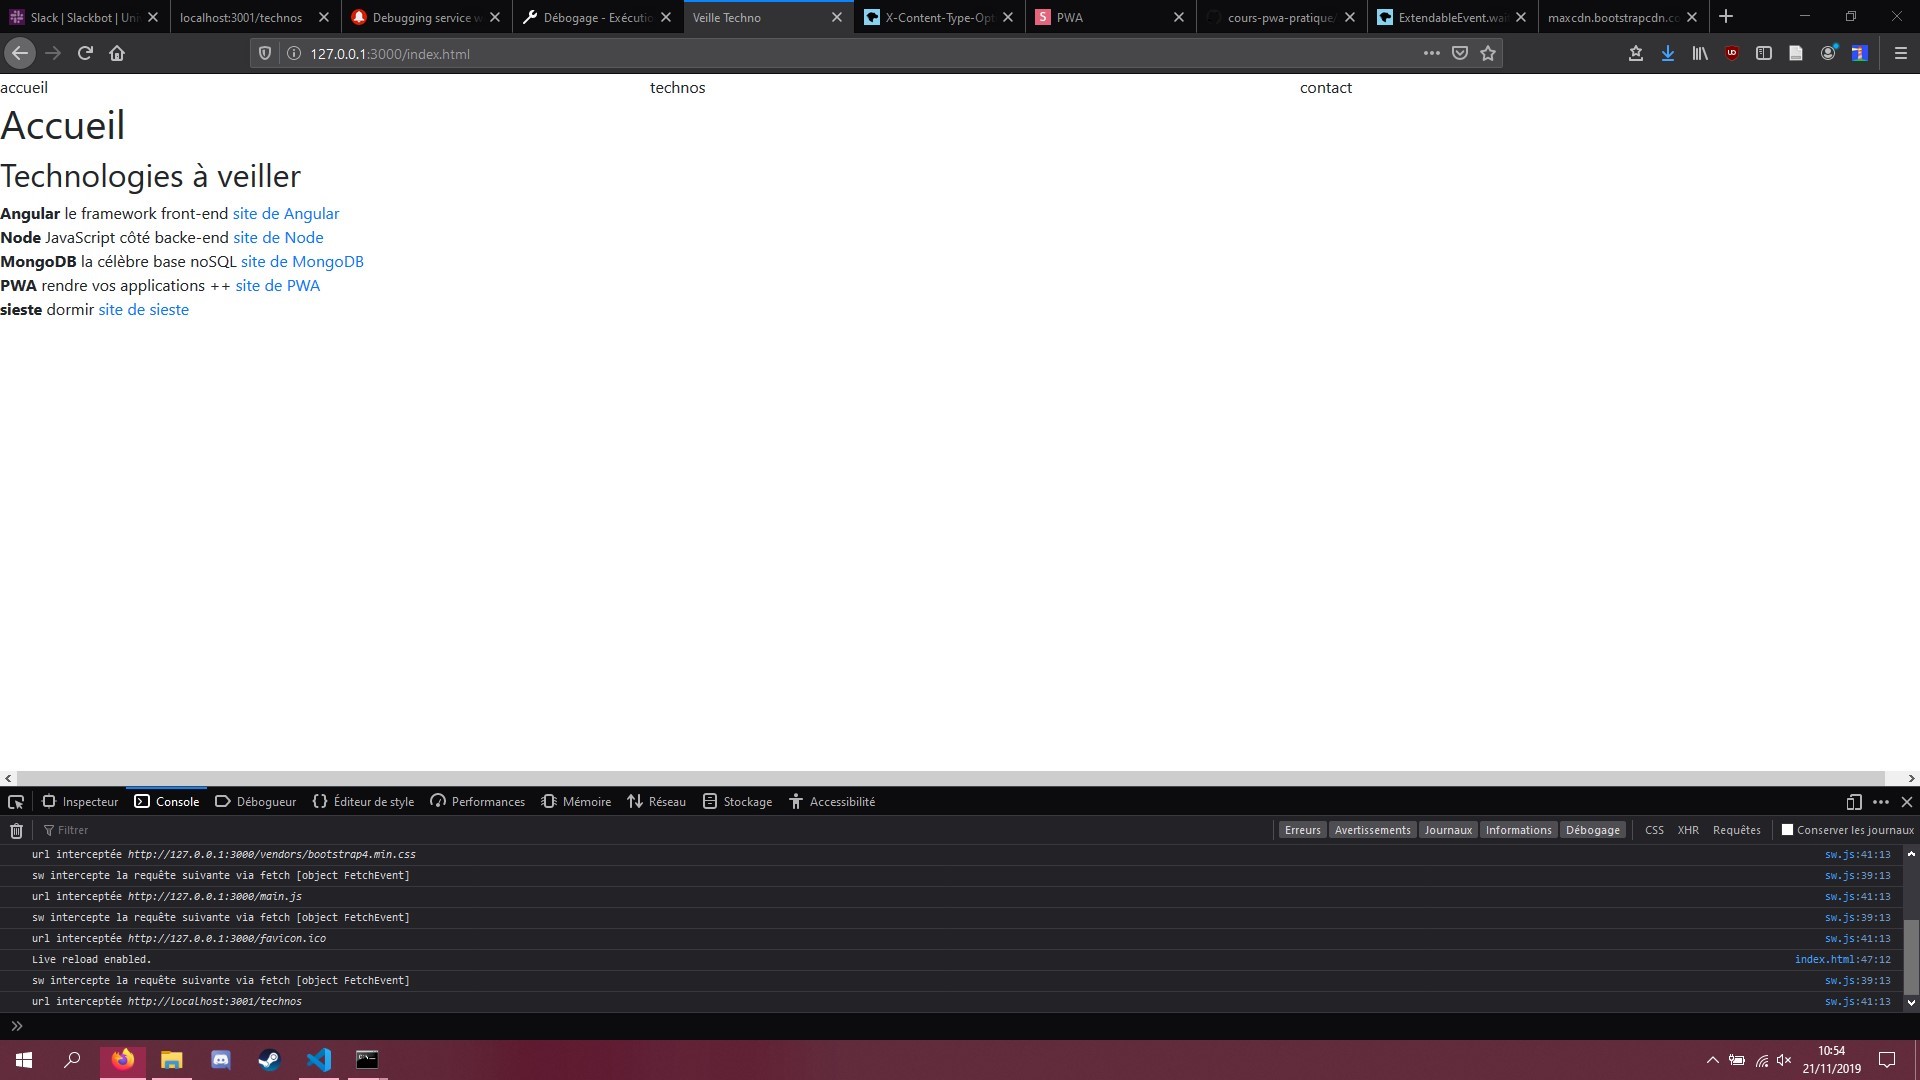 Slack | Slackbot | Uni
localhost:3001/technos
Debugging service w
Débogage - Exécutio
Veille Techno
X-Content-Type-Opt
S PWA
cours-pwa-pratique/
ExtendableEvent.wai
maxcdn.bootstrapcdn.co
127.0.0.1:3000/index.html
accueil technos contact
Accueil
Technologies à veiller
Angular le framework front-end site de Angular
Node JavaScript côté backe-end site de Node
MongoDB la célèbre base noSQL site de MongoDB
PWA rendre vos applications ++ site de PWA
sieste dormir site de sieste
Inspecteur Console Débogueur Éditeur de style Performances Mémoire Réseau Stockage Accessibilité
Filtrer Erreurs Avertissements Journaux Informations Débogage CSS XHR Requêtes Conserver les journaux
url interceptée http://127.0.0.1:3000/vendors/bootstrap4.min.css sw.js:41:13
sw intercepte la requête suivante via fetch [object FetchEvent] sw.js:39:13
url interceptée http://127.0.0.1:3000/main.js sw.js:41:13
sw intercepte la requête suivante via fetch [object FetchEvent] sw.js:39:13
url interceptée http://127.0.0.1:3000/favicon.ico sw.js:41:13
Live reload enabled. index.html:47:12
sw intercepte la requête suivante via fetch [object FetchEvent] sw.js:39:13
url interceptée http://localhost:3001/technos sw.js:41:13
10:54
21/11/2019